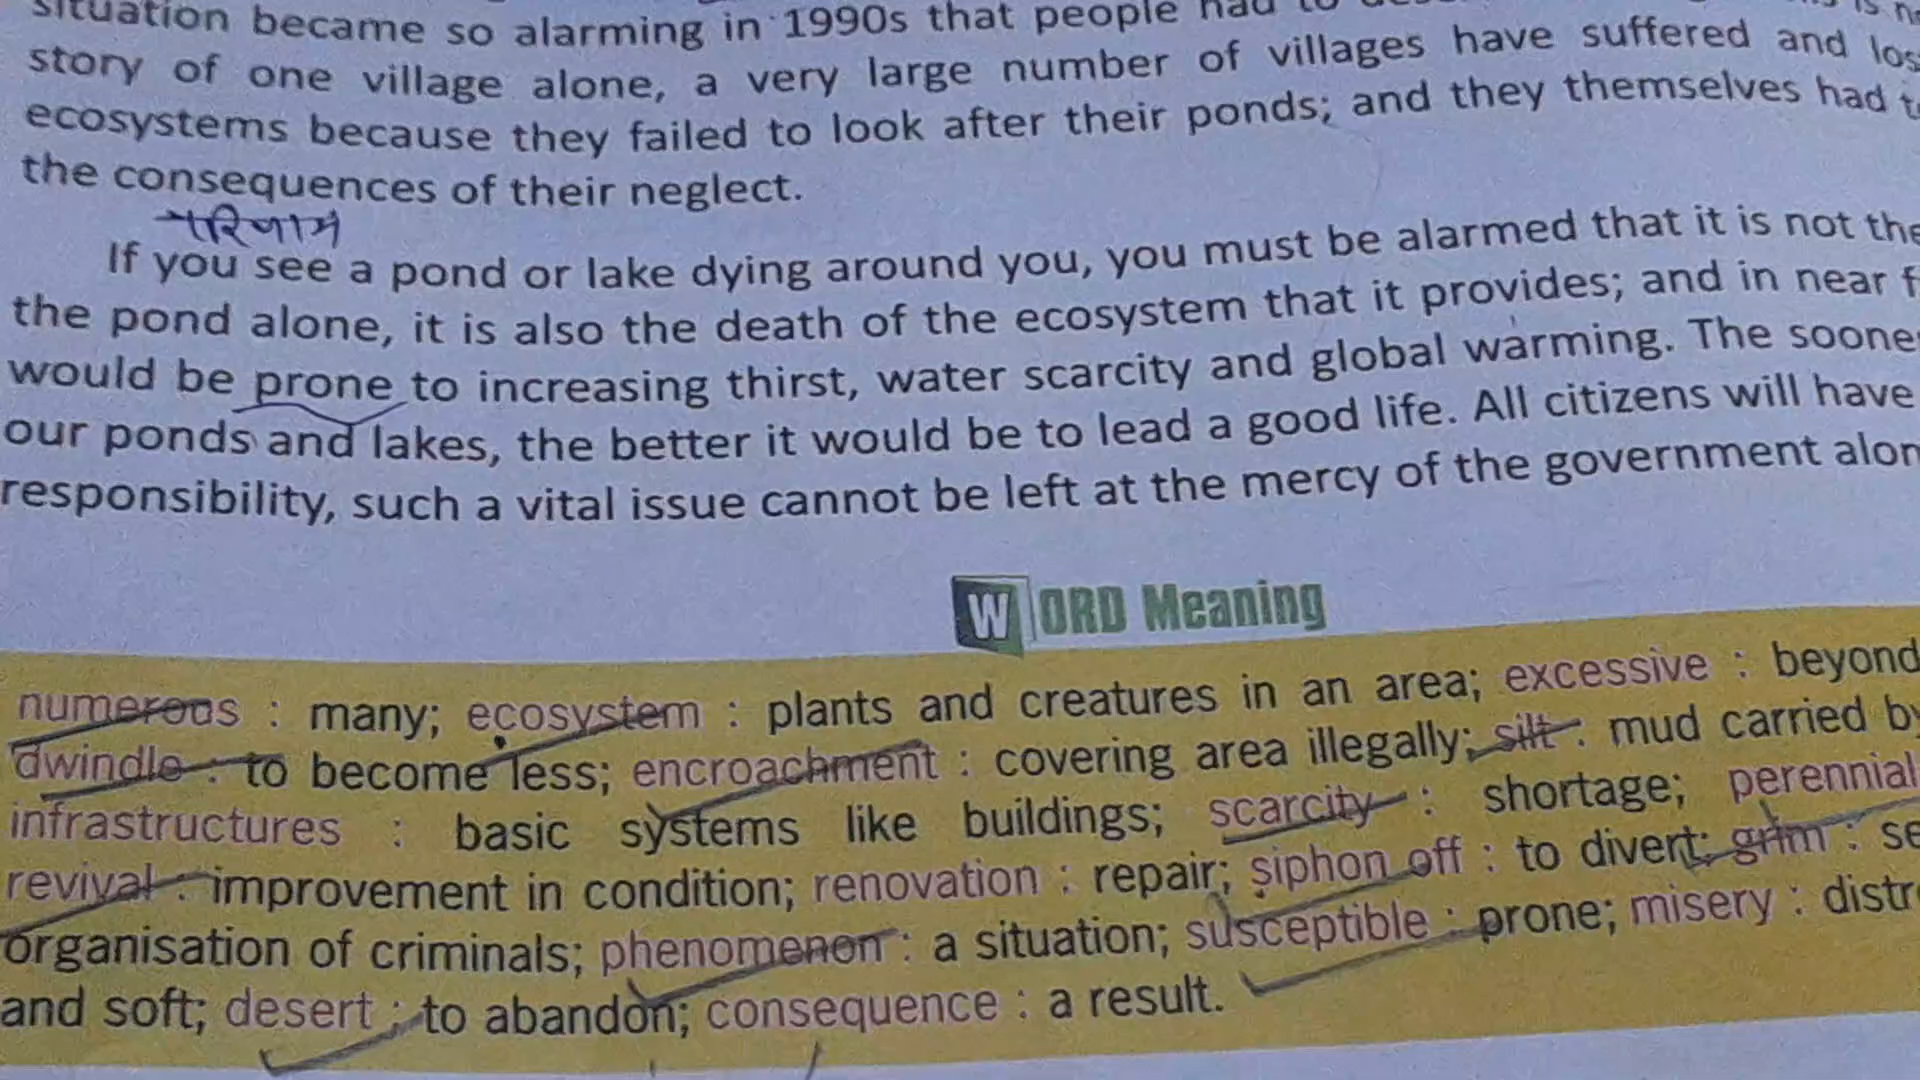 situation became so alarming in 1990s that people had to
story of one village alone, a very large number of villages have suffered and los
ecosystems because they failed to look after their ponds; and they themselves had t
the consequences of their neglect.
परिणाम
If you see a pond or lake dying around you, you must be alarmed that it is not the
the pond alone, it is also the death of the ecosystem that it provides; and in near f
would be prone to increasing thirst, water scarcity and global warming. The soone
our ponds and lakes, the better it would be to lead a good life. All citizens will have
responsibility, such a vital issue cannot be left at the mercy of the government alon
WORD Meaning
numerous : many; ecosystem : plants and creatures in an area; excessive : beyond
dwindle : to become less; encroachment : covering area illegally; silt : mud carried by
infrastructures : basic systems like buildings; scarcity : shortage; perennial
revival : improvement in condition; renovation : repair; siphon off : to divert; grim : se
organisation of criminals; phenomenon : a situation; susceptible : prone; misery : distr
and soft; desert : to abandon; consequence : a result.